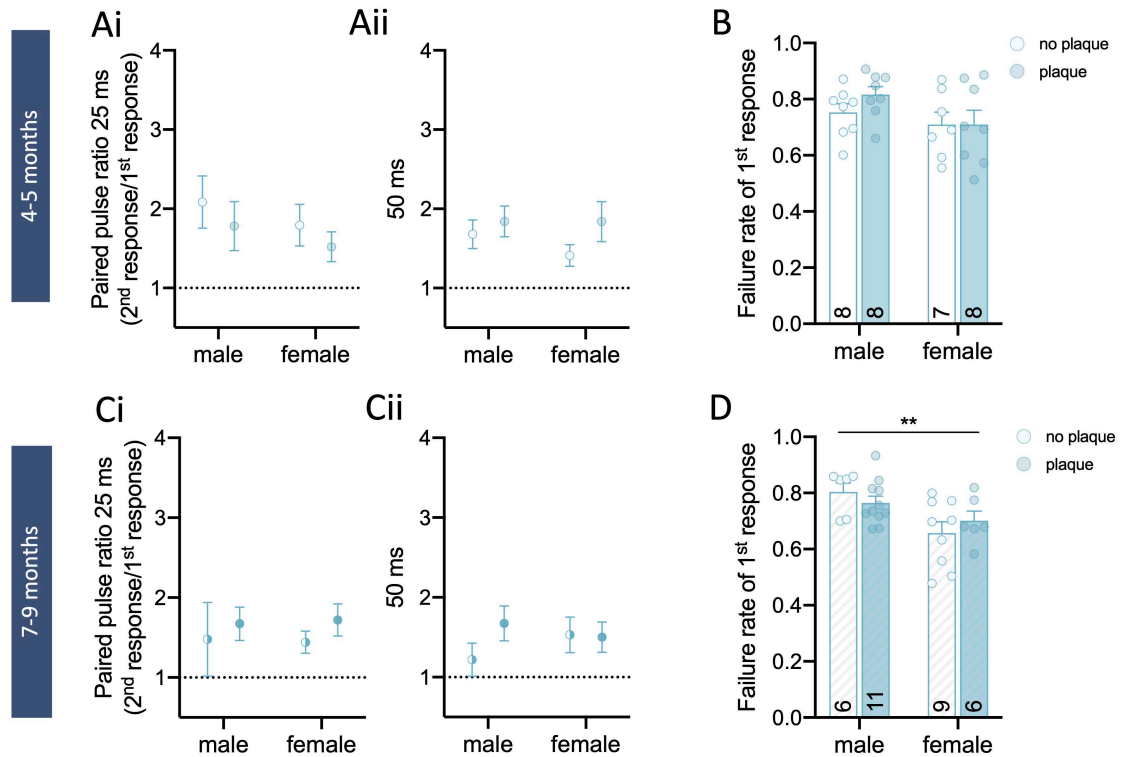 4-5 months
Ai
Paired pulse ratio 25 ms
(2nd response/1st response)
4
3
2
1
male female
Aii
50 ms
4
3
2
1
male female
B
Failure rate of 1st response
1.0
0.8
0.6
0.4
0.2
0.0
8 8 7 8
male female
no plaque
plaque
7-9 months
Ci
Paired pulse ratio 25 ms
(2nd response/1st response)
4
3
2
1
male female
Cii
50 ms
4
3
2
1
male female
D
Failure rate of 1st response
1.0
0.8
0.6
0.4
0.2
0.0
**
6 11 9 6
male female
no plaque
plaque